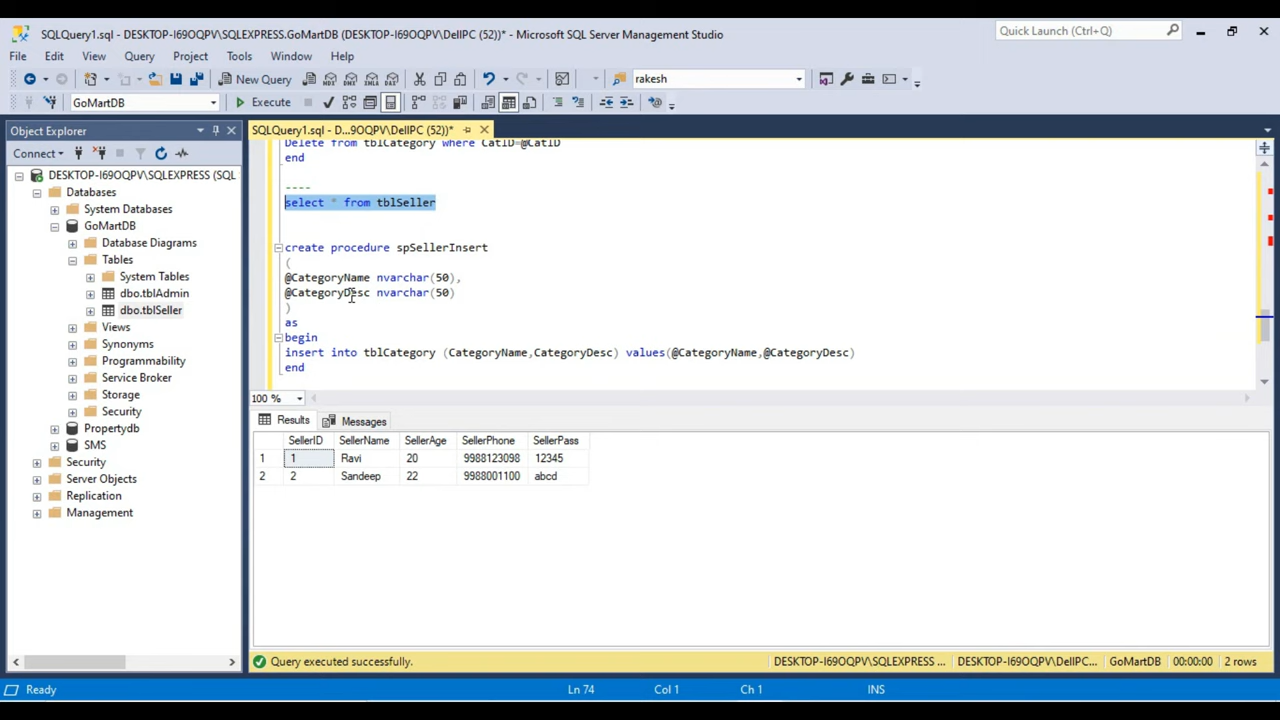 SQLQuery1.sql - DESKTOP-I69OQPV\SQLEXPRESS.GoMartDB (DESKTOP-I69OQPV\DellPC (52))* - Microsoft SQL Server Management Studio
Quick Launch (Ctrl+Q)
File Edit View Query Project Tools Window Help
New Query
MDX DMX XMLA DAX
rakesh
GoMartDB
Execute
Object Explorer
SQLQuery1.sql - D...9OQPV\DellPC (52))*
Connect
DESKTOP-I69OQPV\SQLEXPRESS (SQL
Databases
System Databases
GoMartDB
Database Diagrams
Tables
System Tables
dbo.tblAdmin
dbo.tblSeller
Views
Synonyms
Programmability
Service Broker
Storage
Security
Propertydb
SMS
Security
Server Objects
Replication
Management
Delete from tblCategory where CatID=@CatID
end
----
select * from tblSeller
create procedure spSellerInsert
(
@CategoryName nvarchar(50),
@CategoryDesc nvarchar(50)
)
as
begin
insert into tblCategory (CategoryName,CategoryDesc) values(@CategoryName,@CategoryDesc)
end
100 %
Results Messages
SellerID SellerName SellerAge SellerPhone SellerPass
1 1 Ravi 20 9988123098 12345
2 2 Sandeep 22 9988001100 abcd
Query executed successfully.
DESKTOP-I69OQPV\SQLEXPRESS ... DESKTOP-I69OQPV\DellPC... GoMartDB 00:00:00 2 rows
Ready
Ln 74 Col 1 Ch 1 INS